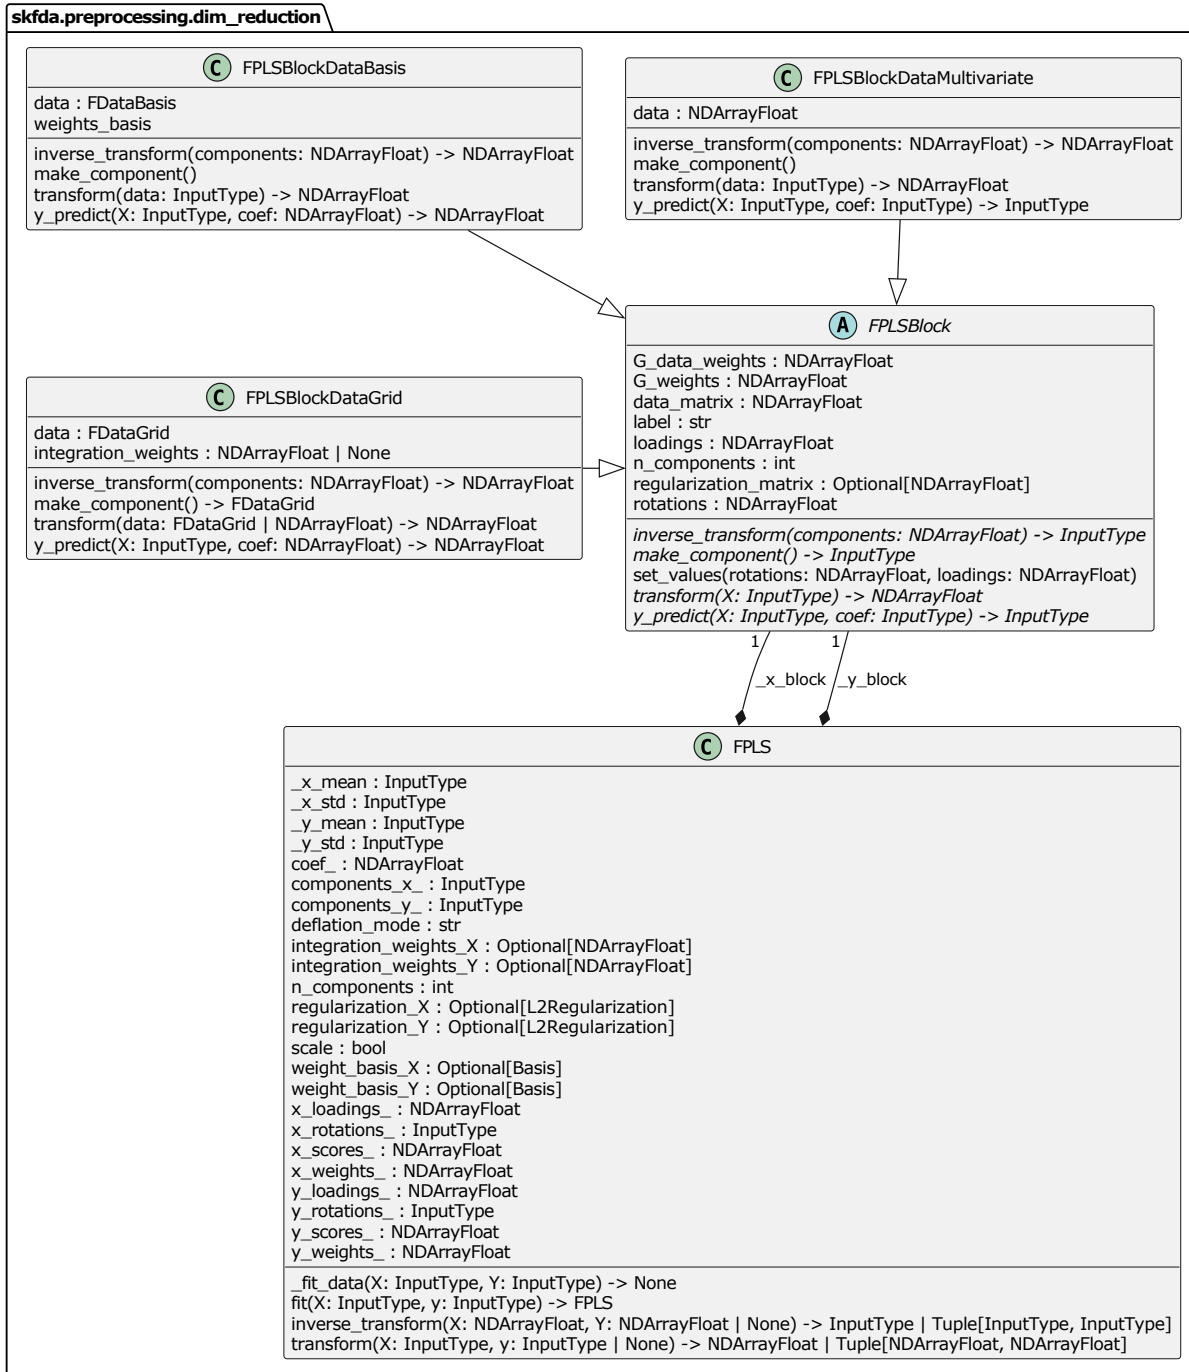 skfda.preprocessing.dim_reduction
C FPLSBlockDataBasis
data : FDataBasis
weights_basis
inverse_transform(components: NDArrayFloat) -> NDArrayFloat
make_component()
transform(data: InputType) -> NDArrayFloat
y_predict(X: InputType, coef: NDArrayFloat) -> NDArrayFloat
C FPLSBlockDataMultivariate
data : NDArrayFloat
inverse_transform(components: NDArrayFloat) -> NDArrayFloat
make_component()
transform(data: InputType) -> NDArrayFloat
y_predict(X: InputType, coef: InputType) -> InputType
C FPLSBlockDataGrid
data : FDataGrid
integration_weights : NDArrayFloat | None
inverse_transform(components: NDArrayFloat) -> NDArrayFloat
make_component() -> FDataGrid
transform(data: FDataGrid | NDArrayFloat) -> NDArrayFloat
y_predict(X: InputType, coef: NDArrayFloat) -> NDArrayFloat
A FPLSBlock
G_data_weights : NDArrayFloat
G_weights : NDArrayFloat
data_matrix : NDArrayFloat
label : str
loadings : NDArrayFloat
n_components : int
regularization_matrix : Optional[NDArrayFloat]
rotations : NDArrayFloat
inverse_transform(components: NDArrayFloat) -> InputType
make_component() -> InputType
set_values(rotations: NDArrayFloat, loadings: NDArrayFloat)
transform(X: InputType) -> NDArrayFloat
y_predict(X: InputType, coef: InputType) -> InputType
1 1
_x_block _y_block
C FPLS
_x_mean : InputType
_x_std : InputType
_y_mean : InputType
_y_std : InputType
coef_ : NDArrayFloat
components_x_ : InputType
components_y_ : InputType
deflation_mode : str
integration_weights_X : Optional[NDArrayFloat]
integration_weights_Y : Optional[NDArrayFloat]
n_components : int
regularization_X : Optional[L2Regularization]
regularization_Y : Optional[L2Regularization]
scale : bool
weight_basis_X : Optional[Basis]
weight_basis_Y : Optional[Basis]
x_loadings_ : NDArrayFloat
x_rotations_ : InputType
x_scores_ : NDArrayFloat
x_weights_ : NDArrayFloat
y_loadings_ : NDArrayFloat
y_rotations_ : InputType
y_scores_ : NDArrayFloat
y_weights_ : NDArrayFloat
_fit_data(X: InputType, Y: InputType) -> None
fit(X: InputType, y: InputType) -> FPLS
inverse_transform(X: NDArrayFloat, Y: NDArrayFloat | None) -> InputType | Tuple[InputType, InputType]
transform(X: InputType, y: InputType | None) -> NDArrayFloat | Tuple[NDArrayFloat, NDArrayFloat]